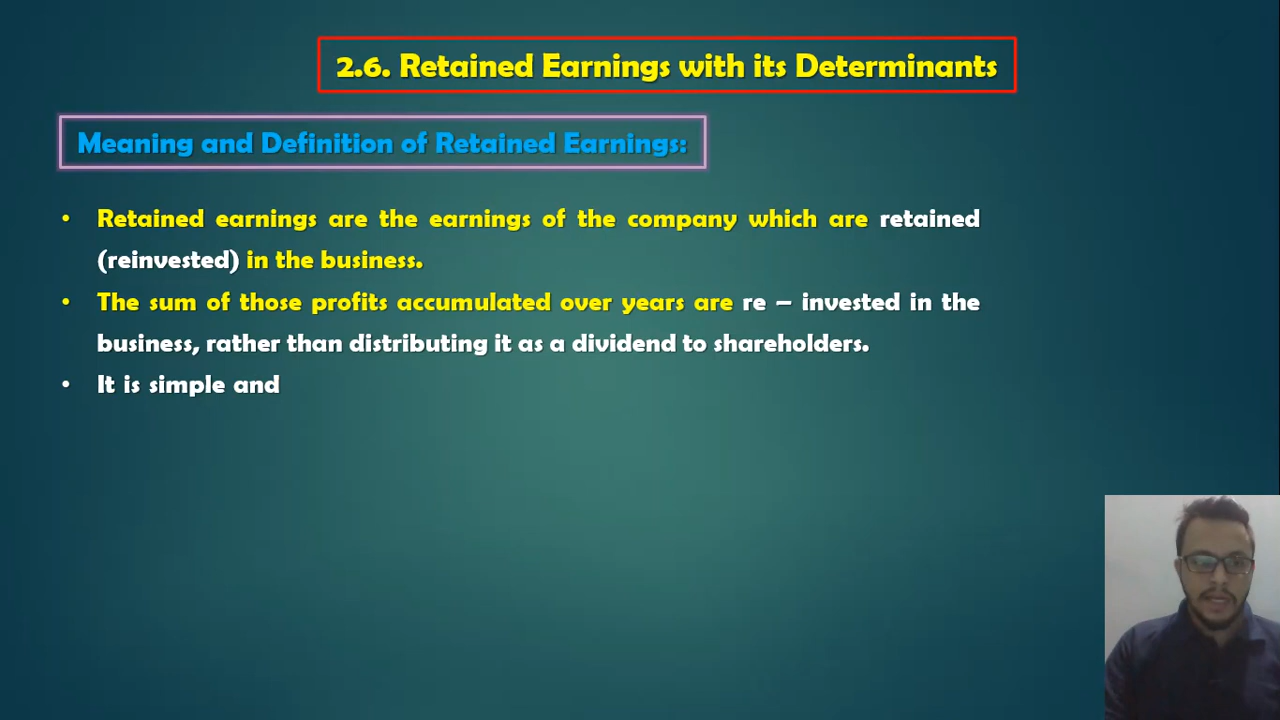 2.6. Retained Earnings with its Determinants
Meaning and Definition of Retained Earnings:
• Retained earnings are the earnings of the company which are retained
(reinvested) in the business.
• The sum of those profits accumulated over years are re – invested in the
business, rather than distributing it as a dividend to shareholders.
• It is simple and